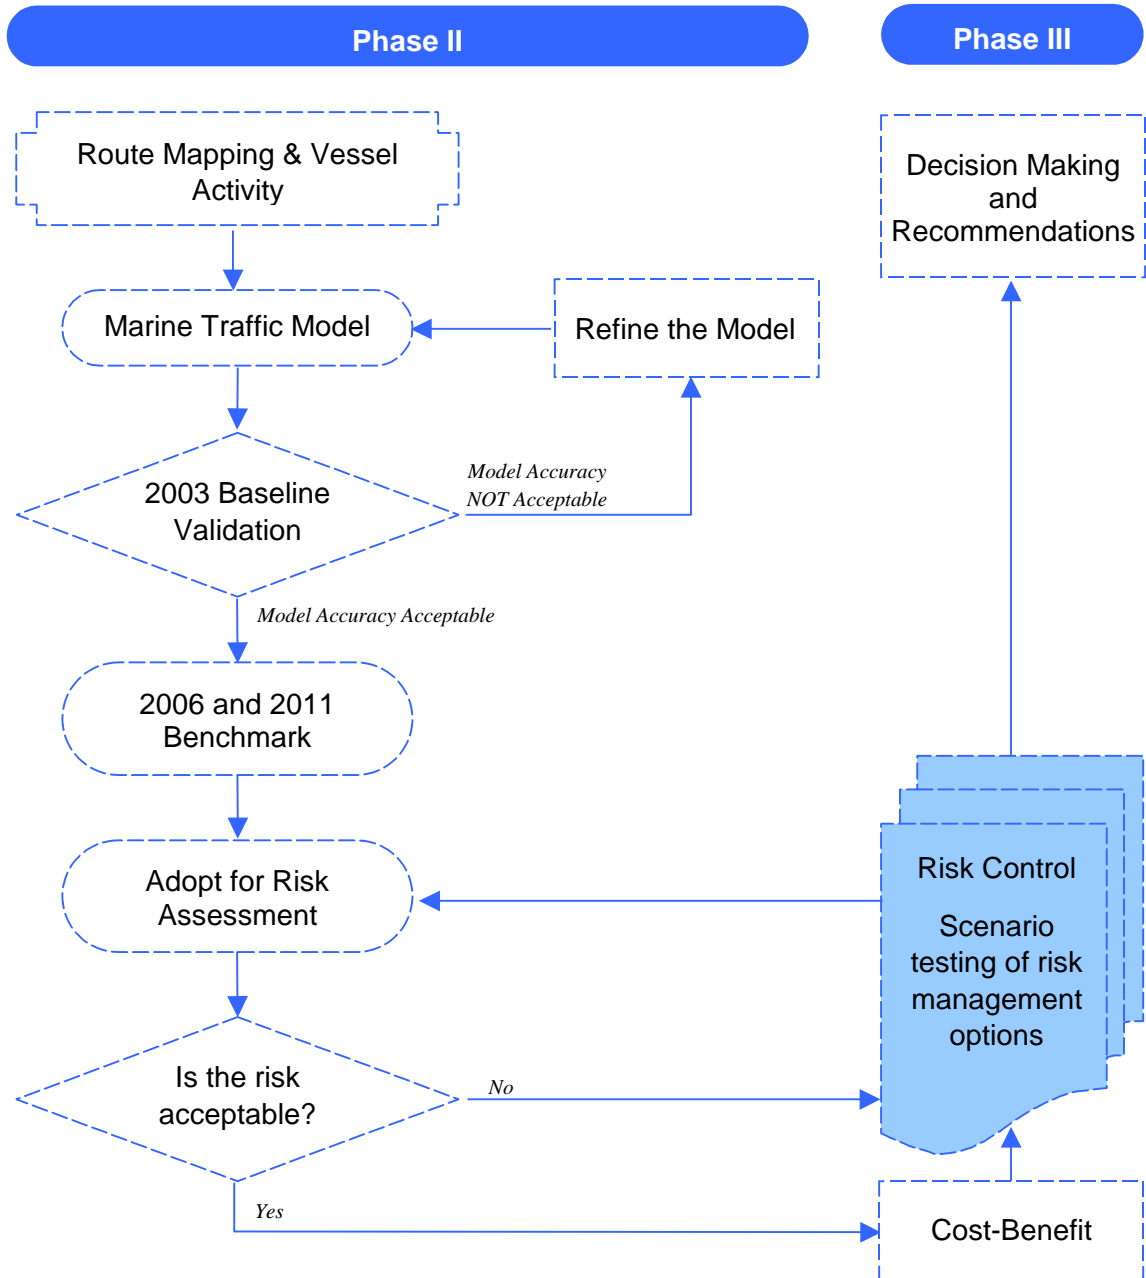 Phase II
Phase III
Route Mapping & Vessel
Activity
Decision Making
and
Recommendations
Marine Traffic Model
Refine the Model
2003 Baseline
Validation
Model Accuracy
NOT Acceptable
Model Accuracy Acceptable
2006 and 2011
Benchmark
Adopt for Risk
Assessment
Risk Control
Scenario
testing of risk
management
options
Is the risk
acceptable?
No
Yes
Cost-Benefit